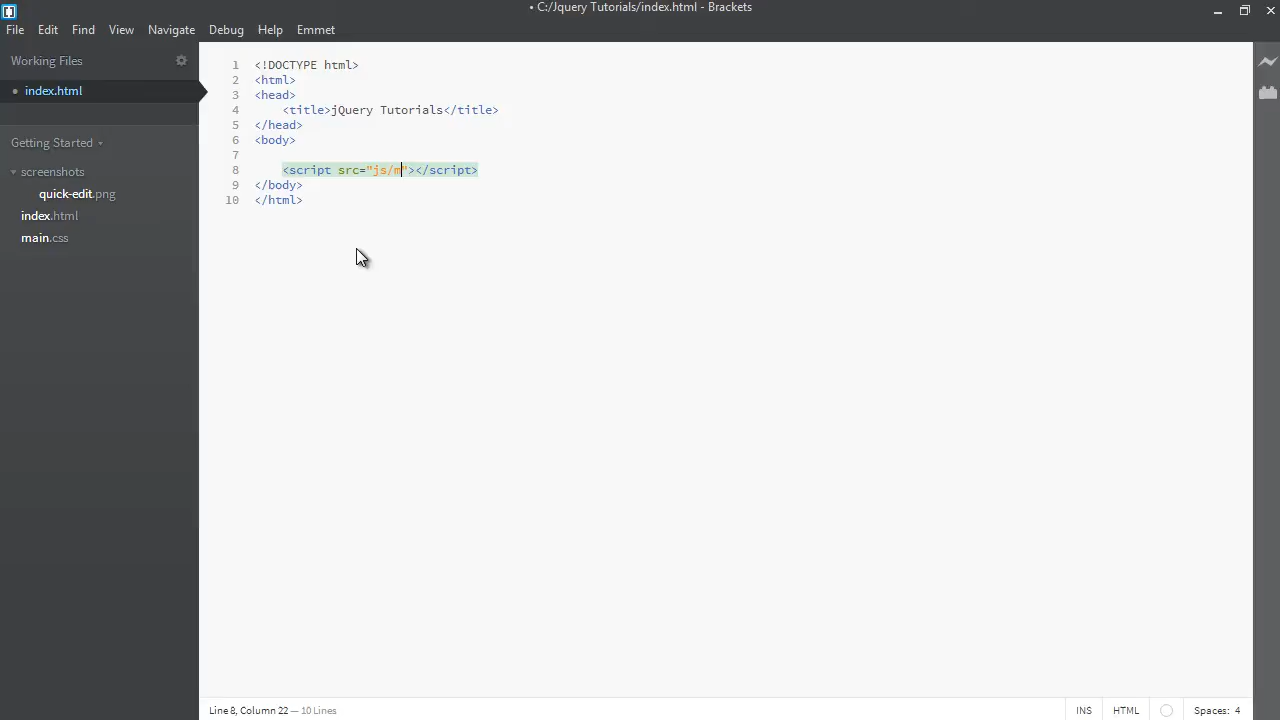 • C:/Jquery Tutorials/index.html - Brackets
File Edit Find View Navigate Debug Help Emmet
Working Files
• index.html
Getting Started
screenshots
quick-edit.png
index.html
main.css
1 <!DOCTYPE html>
2 <html>
3 <head>
4 <title>jQuery Tutorials</title>
5 </head>
6 <body>
7
8 <script src="js/m"></script>
9 </body>
10 </html>
Line 8, Column 22 — 10 Lines
INS HTML Spaces: 4